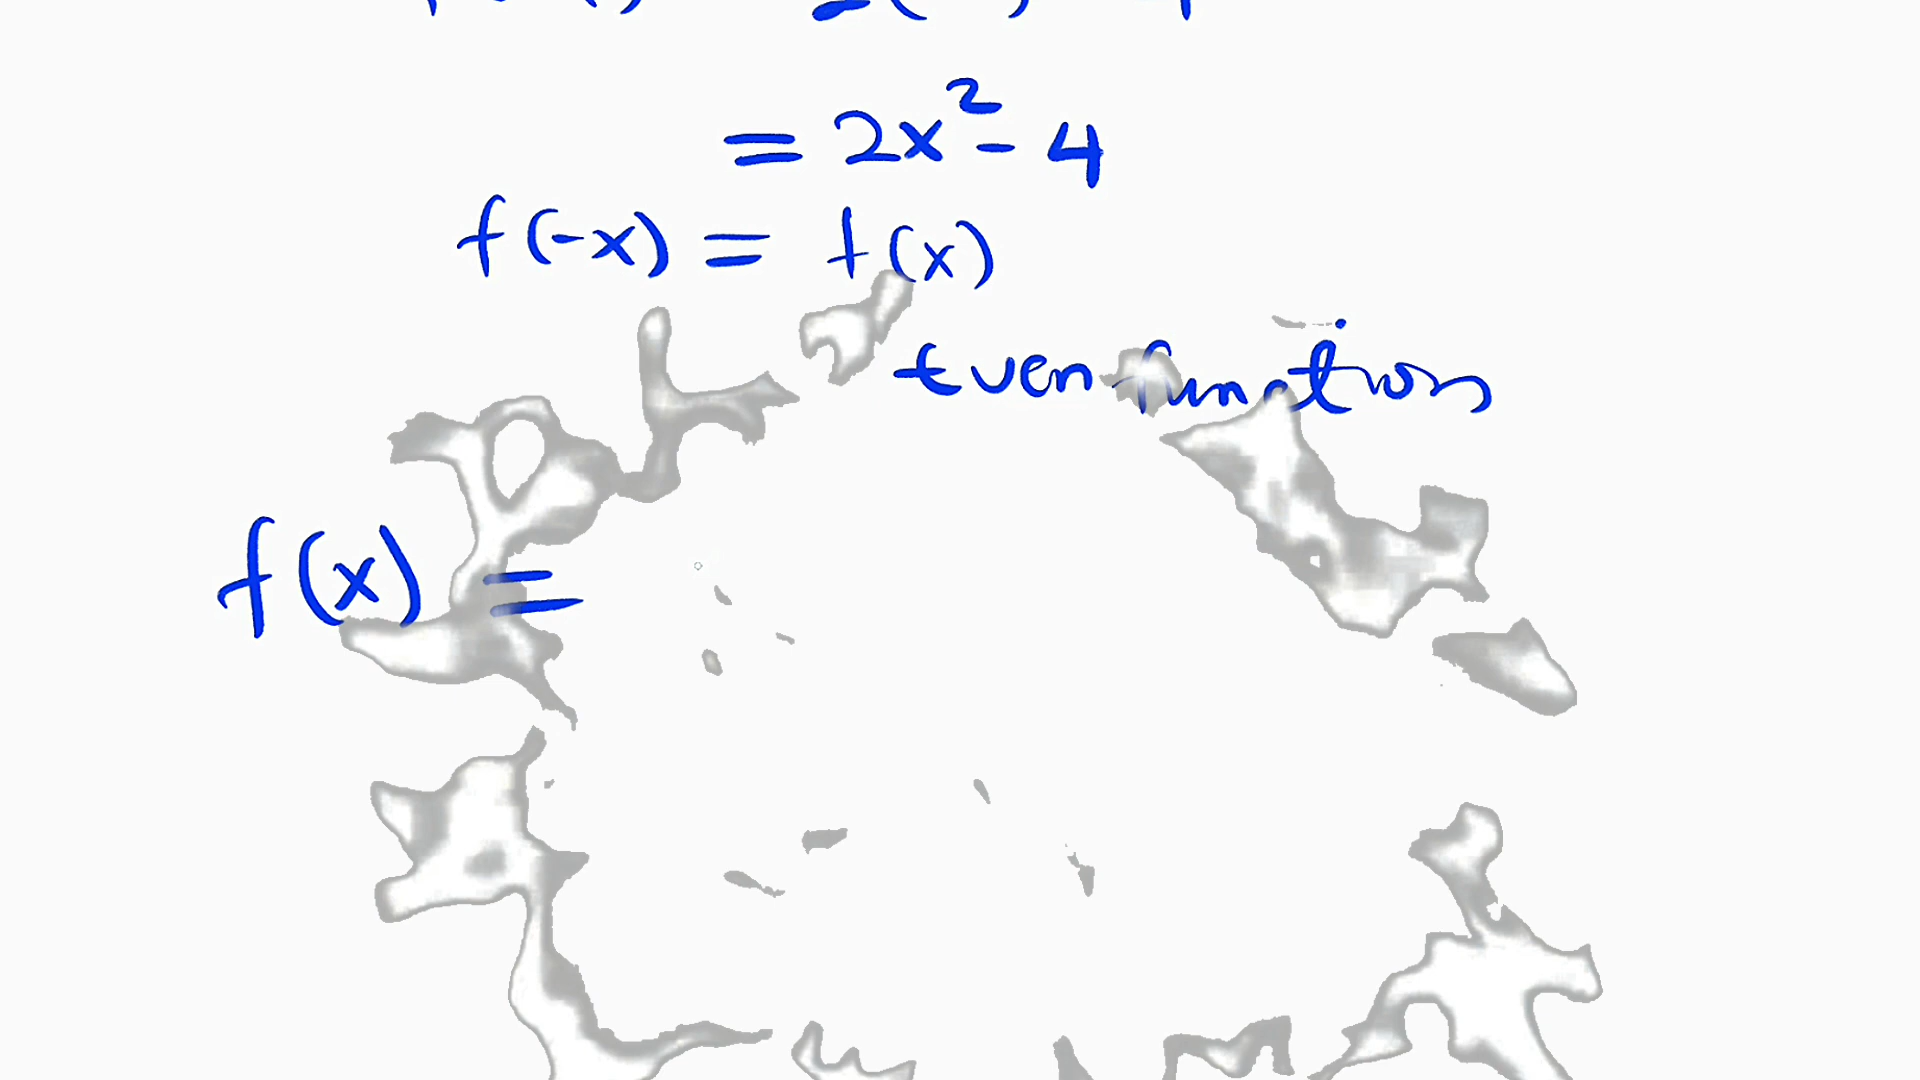 = 2x² - 4
f(-x) = f(x)
Even function
f(x) =